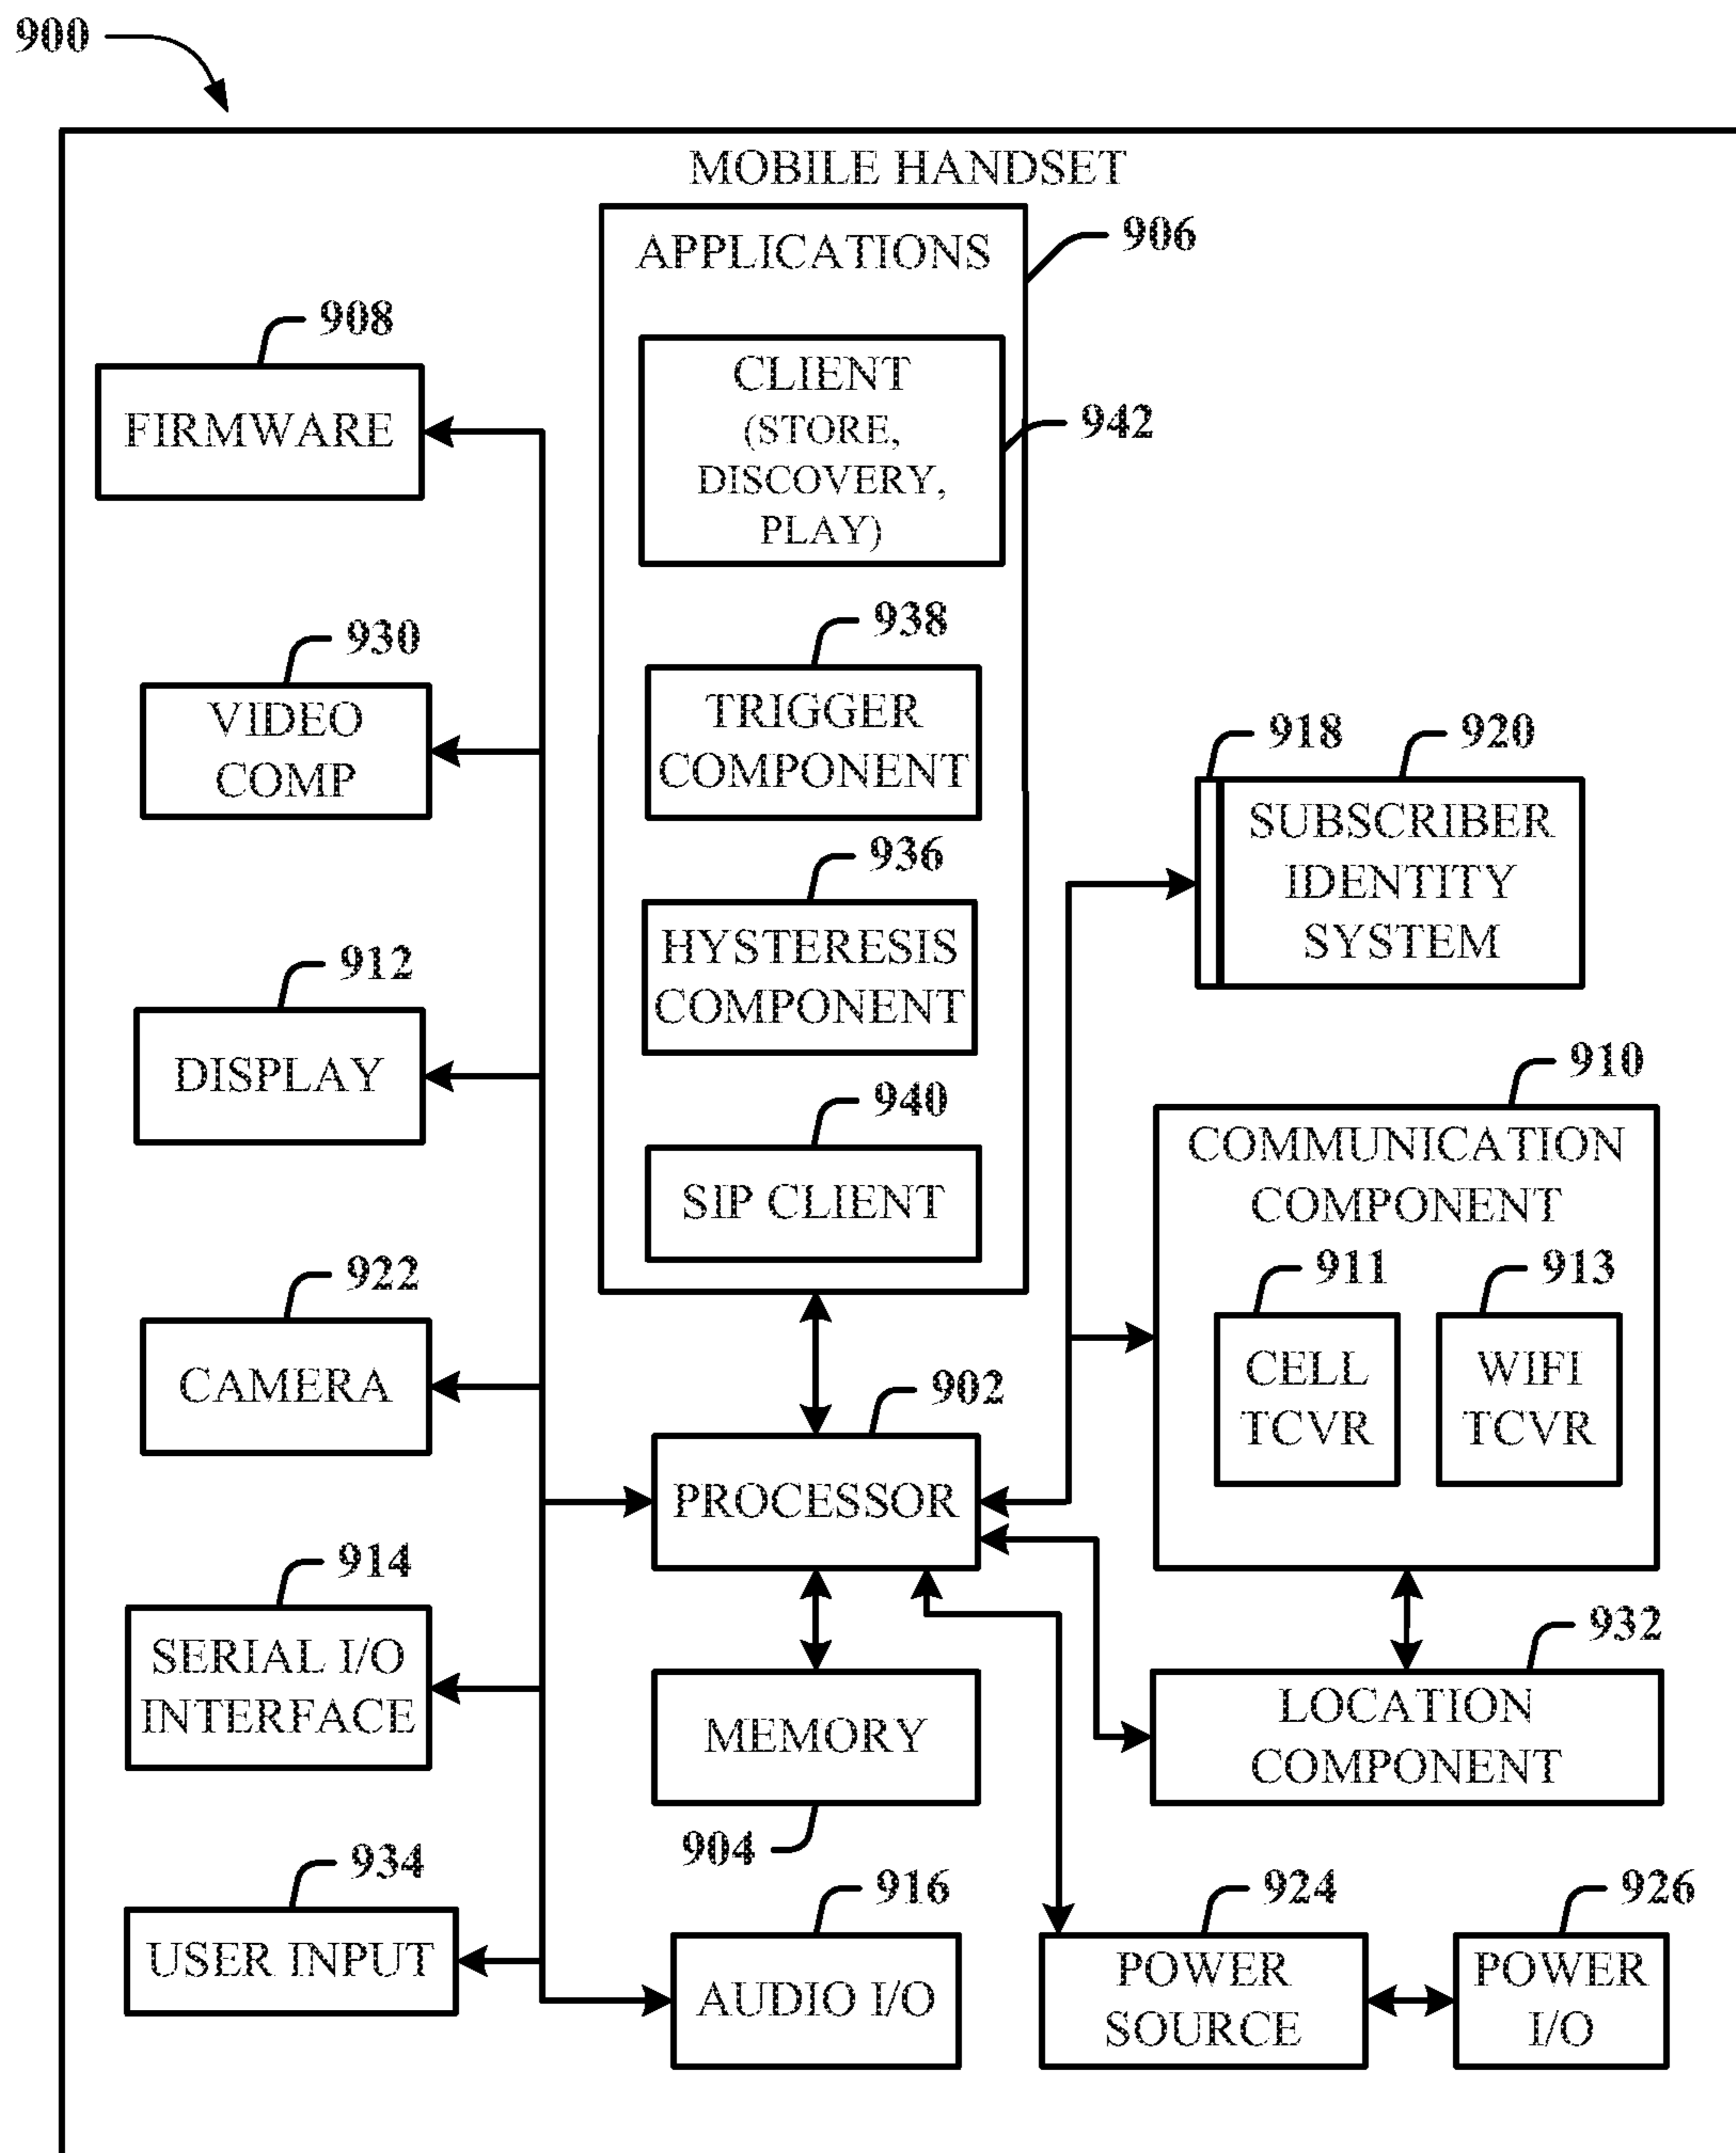 900
MOBILE HANDSET
APPLICATIONS
906
CLIENT
(STORE,
DISCOVERY,
PLAY)
942
938
TRIGGER
COMPONENT
936
HYSTERESIS
COMPONENT
940
SIP CLIENT
908
FIRMWARE
930
VIDEO
COMP
912
DISPLAY
922
CAMERA
914
SERIAL I/O
INTERFACE
934
USER INPUT
902
PROCESSOR
MEMORY
904
916
AUDIO I/O
918
920
SUBSCRIBER
IDENTITY
SYSTEM
910
COMMUNICATION
COMPONENT
911
CELL
TCVR
913
WIFI
TCVR
932
LOCATION
COMPONENT
924
POWER
SOURCE
926
POWER
I/O